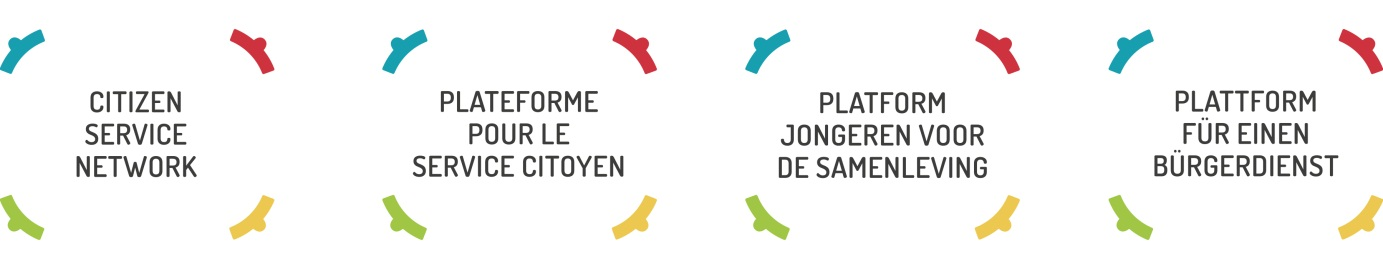 CITIZEN
SERVICE
NETWORK
PLATEFORME
POUR LE
SERVICE CITOYEN
PLATFORM
JONGEREN VOOR
DE SAMENLEVING
PLATTFORM
FÜR EINEN
BÜRGERDIENST